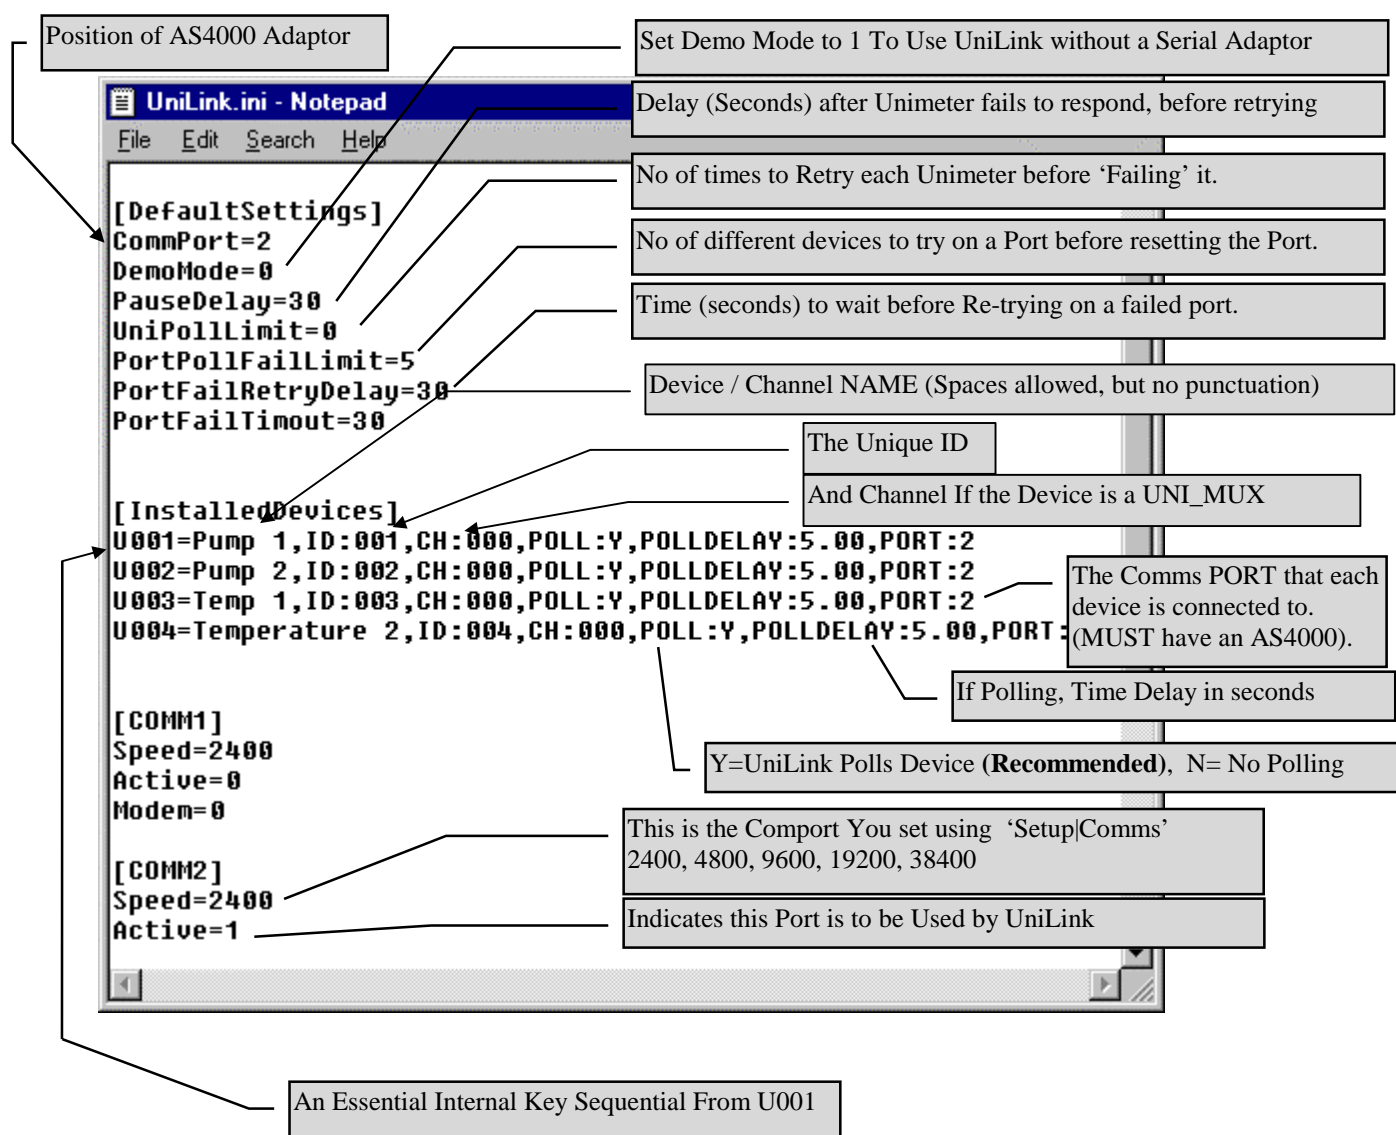 Position of AS4000 Adaptor
Set Demo Mode to 1 To Use UniLink without a Serial Adaptor
UniLink.ini - Notepad
Delay (Seconds) after Unimeter fails to respond, before retrying
File Edit Search Help
No of times to Retry each Unimeter before ‘Failing’ it.
[DefaultSettings]
CommPort=2
No of different devices to try on a Port before resetting the Port.
DemoMode=0
PauseDelay=30
Time (seconds) to wait before Re-trying on a failed port.
UniPollLimit=0
PortPollFailLimit=5
PortFailRetryDelay=30
Device / Channel NAME (Spaces allowed, but no punctuation)
PortFailTimout=30
The Unique ID
And Channel If the Device is a UNI_MUX
[InstalledDevices]
U001=Pump 1,ID:001,CH:000,POLL:Y,POLLDELAY:5.00,PORT:2
U002=Pump 2,ID:002,CH:000,POLL:Y,POLLDELAY:5.00,PORT:2
U003=Temp 1,ID:003,CH:000,POLL:Y,POLLDELAY:5.00,PORT:2
U004=Temperature 2,ID:004,CH:000,POLL:Y,POLLDELAY:5.00,PORT:
The Comms PORT that each
device is connected to.
(MUST have an AS4000).
If Polling, Time Delay in seconds
[COMM1]
Speed=2400
Active=0
Modem=0
Y=UniLink Polls Device (Recommended), N= No Polling
This is the Comport You set using ‘Setup|Comms’
2400, 4800, 9600, 19200, 38400
[COMM2]
Speed=2400
Active=1
Indicates this Port is to be Used by UniLink
An Essential Internal Key Sequential From U001